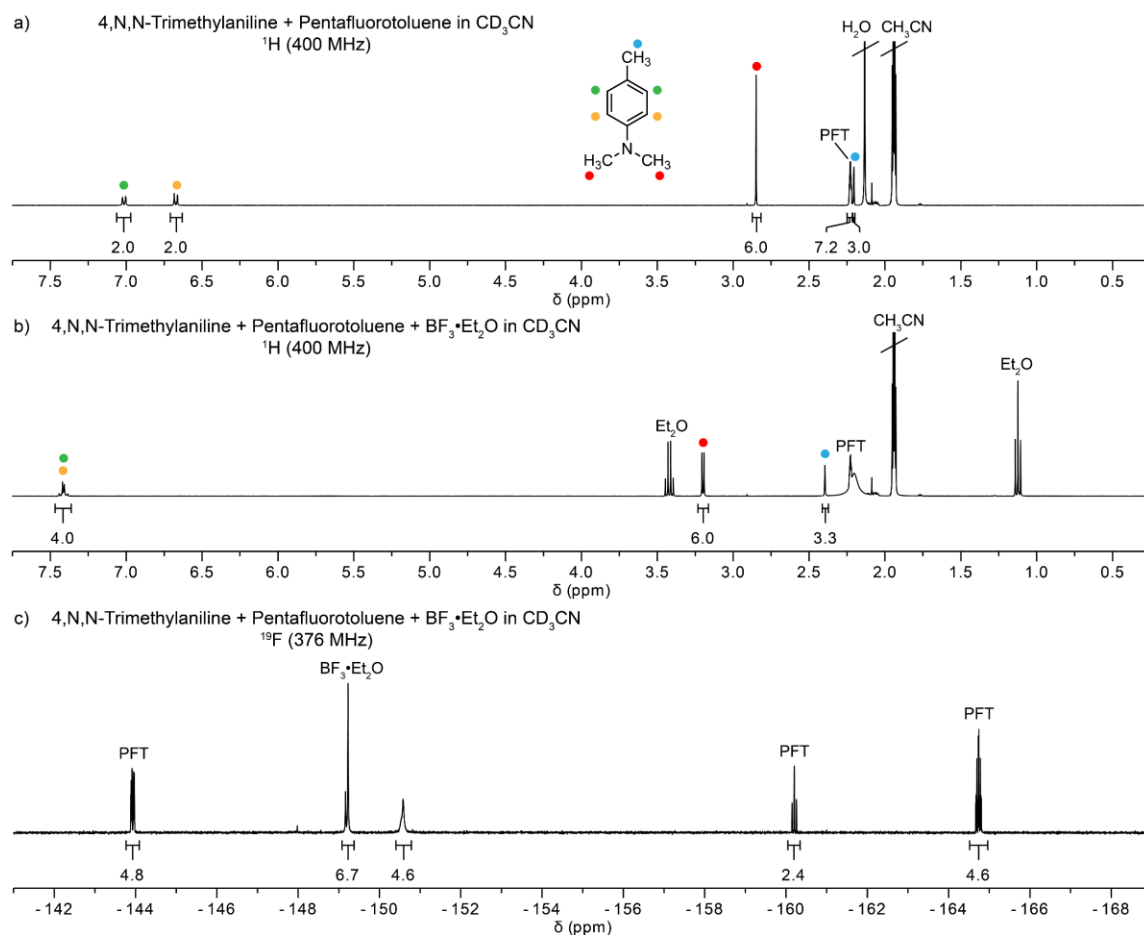 a) 4,N,N-Trimethylaniline + Pentafluorotoluene in CD₃CN
¹H (400 MHz)
H₂O CH₃CN
CH₃
PFT
N
H₃C CH₃
2.0 2.0 6.0 7.2 3.0
7.5 7.0 6.5 6.0 5.5 5.0 4.5 4.0 3.5 3.0 2.5 2.0 1.5 1.0 0.5
δ (ppm)
b) 4,N,N-Trimethylaniline + Pentafluorotoluene + BF₃•Et₂O in CD₃CN
¹H (400 MHz)
CH₃CN
Et₂O
Et₂O
PFT
4.0 6.0 3.3
7.5 7.0 6.5 6.0 5.5 5.0 4.5 4.0 3.5 3.0 2.5 2.0 1.5 1.0 0.5
δ (ppm)
c) 4,N,N-Trimethylaniline + Pentafluorotoluene + BF₃•Et₂O in CD₃CN
¹⁹F (376 MHz)
BF₃•Et₂O
PFT
PFT PFT
4.8 6.7 4.6 2.4 4.6
-142 -144 -146 -148 -150 -152 -154 -156 -158 -160 -162 -164 -166 -168
δ (ppm)